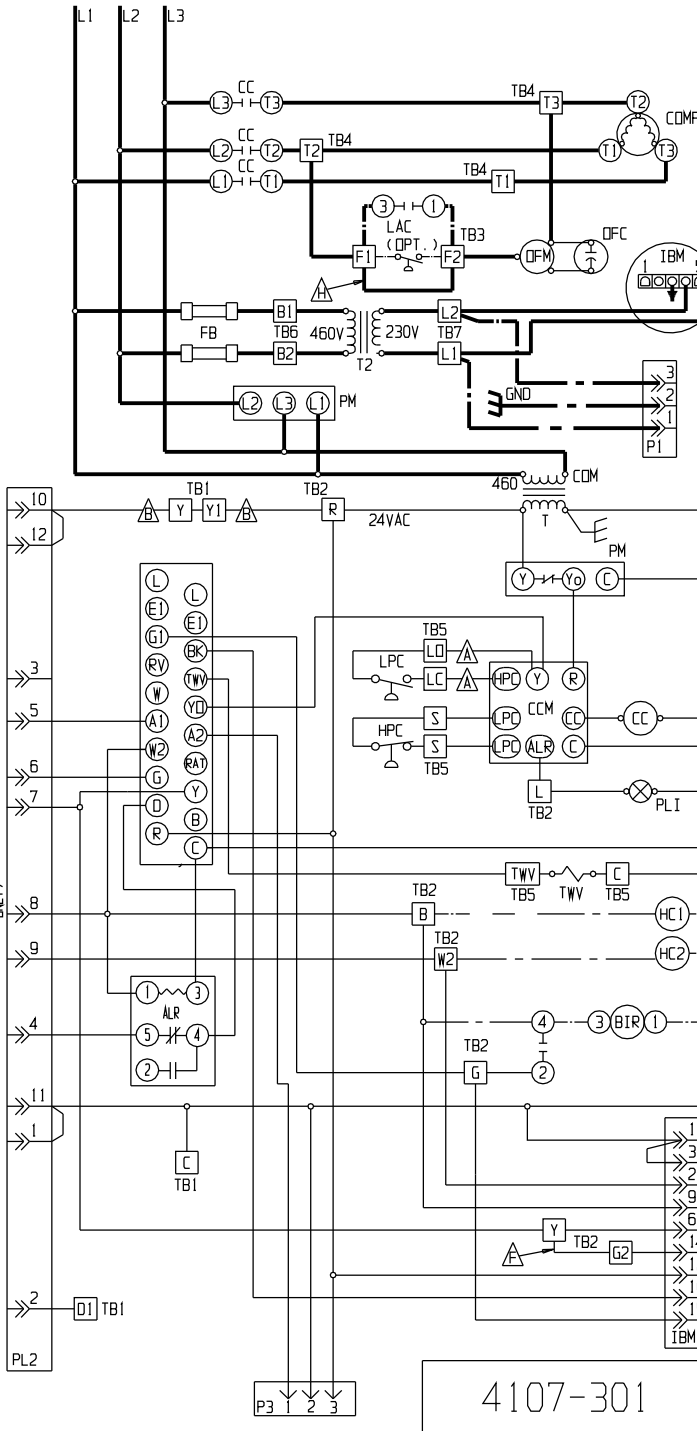 L1 L2 L3
L3 CC T3 TB4 T3 T2
COMP
L2 CC T2 T2 TB4 T1 T3
L1 CC T1 TB4 T1
3 1
LAC
(OPT.)
TB3
F1 F2 OFM OFC
H
IBM
1
FB B1 TB6 460V 230V L2 TB7
B2 T2 L1
L2 L3 L1 PM
GND
3
2
1
P1
460 COM
10 B TB1 Y Y1 B TB2 R 24VAC T
12
PM
Y Yo C
L L
E1 E1
G1 BK
RV TWV
W YO
A1 A2
W2 RAT
G Y
D B
R C
3
5
6
7
TB5
LPC LO A HPC Y R
LC A
CCM
HPC S LPC CC CC
S LPC ALR C
TB5
L PLI
TB2
TWV TWV C
TB5 TB5
8 TB2 B HC1
9 TB2 W2 HC2
1 3
ALR
4 5 4
2
4 3 BIR 1
TB2
G 2
11
1
C
TB1
1
3
2
9
6
Y TB2 G2
F
IBM
2 D1 TB1
PL2
P3 1 2 3
4107-301